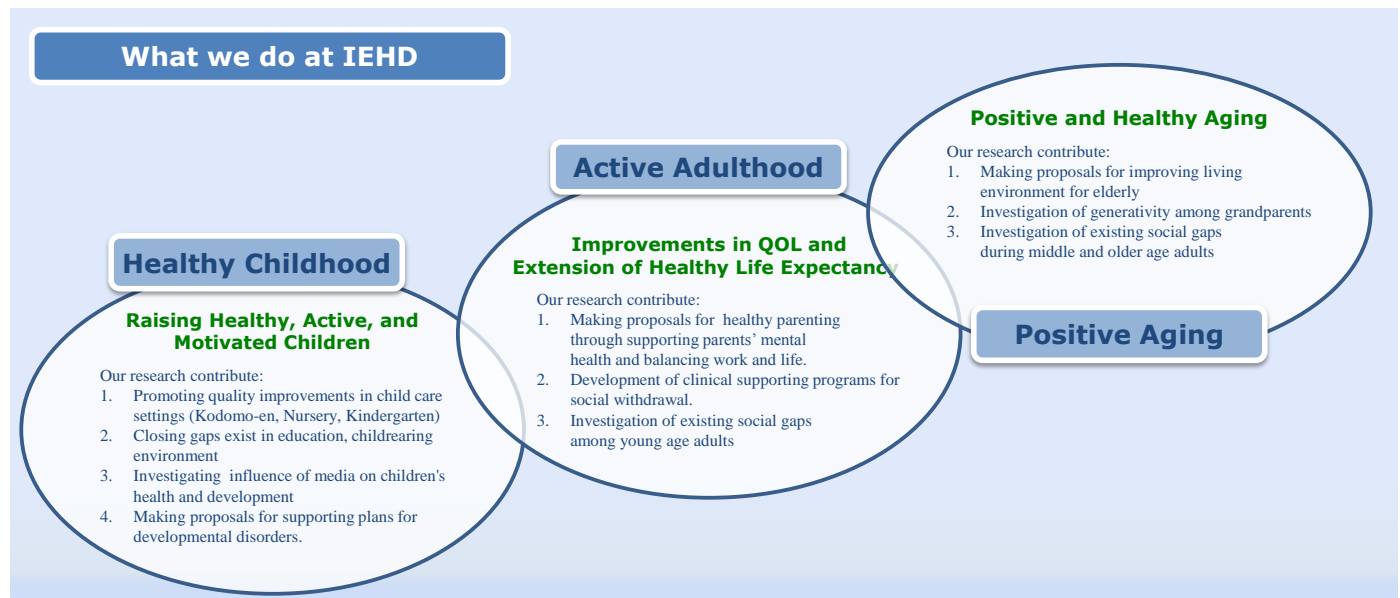 What we do at IEHD
Healthy Childhood
Raising Healthy, Active, and
Motivated Children
Our research contribute:
1. Promoting quality improvements in child care
settings (Kodomo-en, Nursery, Kindergarten)
2. Closing gaps exist in education, childrearing
environment
3. Investigating influence of media on children's
health and development
4. Making proposals for supporting plans for
developmental disorders.
Active Adulthood
Improvements in QOL and
Extension of Healthy Life Expectancy
Our research contribute:
1. Making proposals for healthy parenting
through supporting parents’ mental
health and balancing work and life.
2. Development of clinical supporting programs for
social withdrawal.
3. Investigation of existing social gaps
among young age adults
Positive and Healthy Aging
Our research contribute:
1. Making proposals for improving living
environment for elderly
2. Investigation of generativity among grandparents
3. Investigation of existing social gaps
during middle and older age adults
Positive Aging